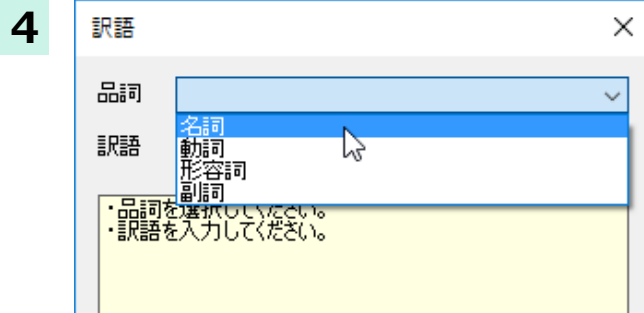 4
訳語
品詞
名詞
訳語
動詞
形容詞
副詞
・品詞を選択してください。
・訳語を入力してください。